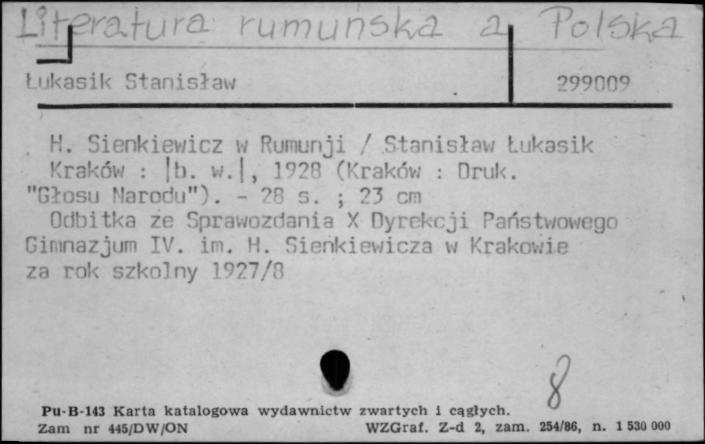 Literatura rumuńska a Polska
Łukasik Stanisław 299009
H. Sienkiewicz w Rumunji / Stanisław Łukasik
Kraków : |b. w.|, 1928 (Kraków : Druk.
"Głosu Narodu"). - 28 s. ; 23 cm
Odbitka ze Sprawozdania X Dyrekcji Państwowego
Gimnazjum IV. im. H. Sienkiewicza w Krakowie
za rok szkolny 1927/8
8
Pu-B-143 Karta katalogowa wydawnictw zwartych i cągłych.
Zam nr 445/DW/ON WZGraf. Z-d 2, zam. 254/86, n. 1 530 000